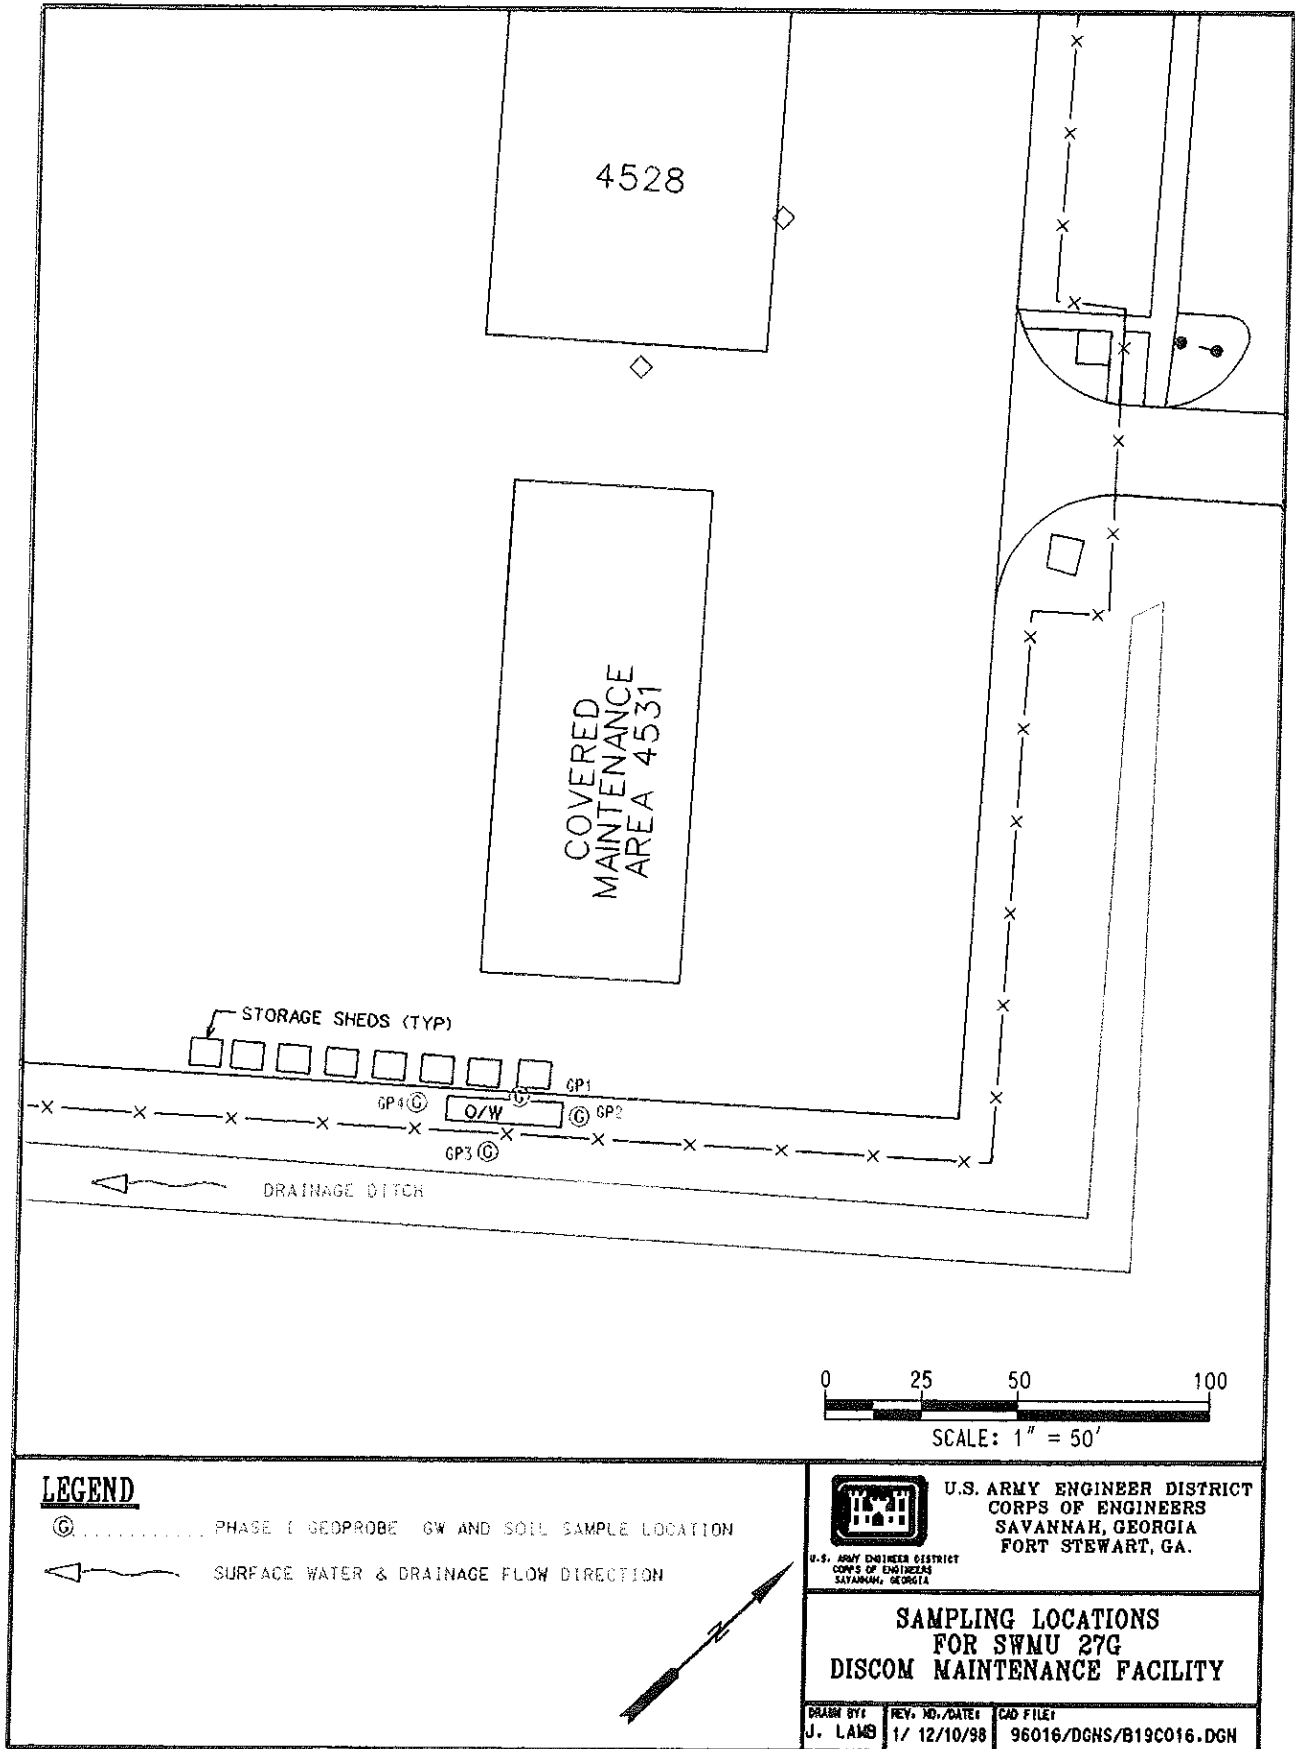 4528
COVERED
MAINTENANCE
AREA 4531
STORAGE SHEDS (TYP)
GP1
GP4 G
G
O/W
G GP2
GP3 G
DRAINAGE DITCH
0 25 50 100
SCALE: 1" = 50'
LEGEND
G ............ PHASE I GEOPROBE GW AND SOIL SAMPLE LOCATION
SURFACE WATER & DRAINAGE FLOW DIRECTION
N
U.S. ARMY ENGINEER DISTRICT
CORPS OF ENGINEERS
SAVANNAH, GEORGIA
U.S. ARMY ENGINEER DISTRICT
CORPS OF ENGINEERS
SAVANNAH, GEORGIA
FORT STEWART, GA.
SAMPLING LOCATIONS
FOR SWMU 27G
DISCOM MAINTENANCE FACILITY
DRAWN BY:
J. LAMB
REV. NO./DATE:
1/ 12/10/98
CAD FILE:
96016/DGNS/B19C016.DGN